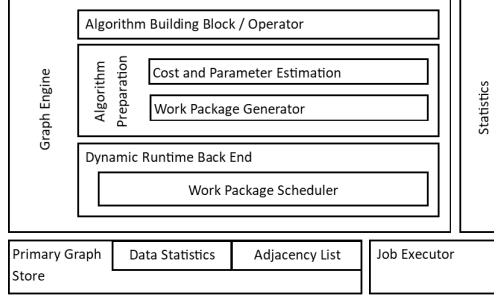 Algorithm Building Block / Operator
Graph Engine
Algorithm
Preparation
Cost and Parameter Estimation
Work Package Generator
Dynamic Runtime Back End
Work Package Scheduler
Statistics
Primary Graph
Store
Data Statistics
Adjacency List
Job Executor